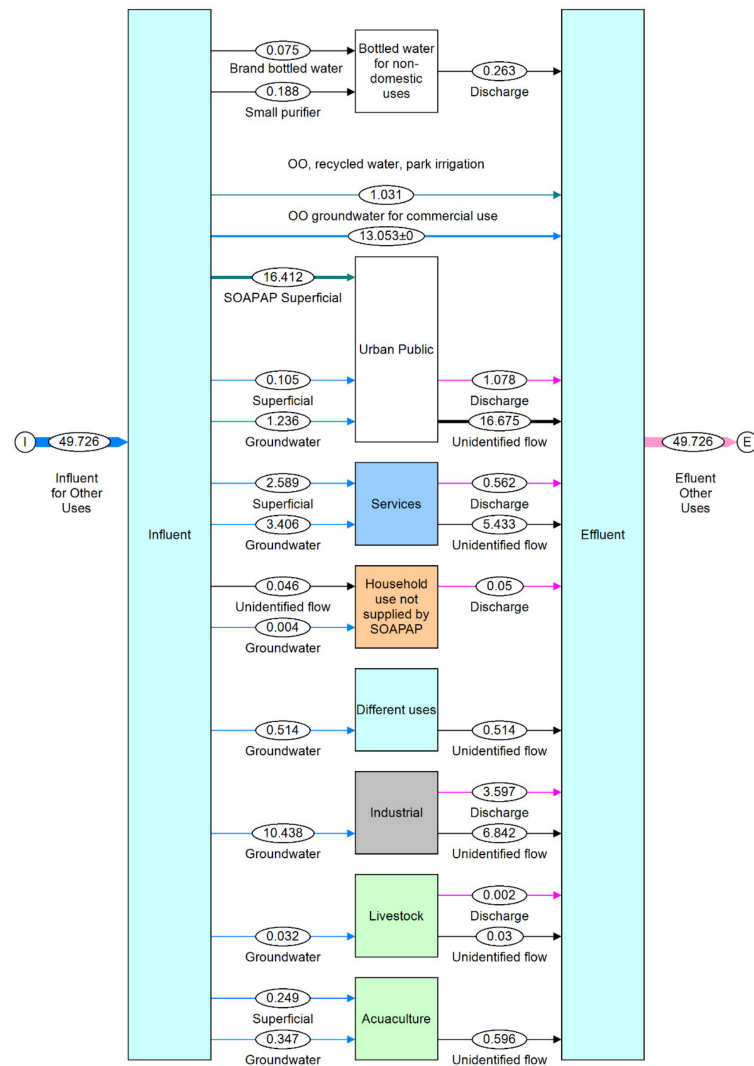 0.075
Brand bottled water
0.188
Small purifier
Bottled water
for non-
domestic
uses
0.263
Discharge
OO, recycled water, park irrigation
1.031
OO groundwater for commercial use
13.053±0
16.412
SOAPAP Superficial
Urban Public
0.105
Superficial
1.236
Groundwater
1.078
Discharge
16.675
Unidentified flow
I
49.726
Influent
for Other
Uses
Influent
Effluent
49.726
E
Efluent
Other
Uses
2.589
Superficial
3.406
Groundwater
Services
0.562
Discharge
5.433
Unidentified flow
0.046
Unidentified flow
0.004
Groundwater
Household
use not
supplied by
SOAPAP
0.05
Discharge
0.514
Groundwater
Different uses
0.514
Unidentified flow
10.438
Groundwater
Industrial
3.597
Discharge
6.842
Unidentified flow
0.032
Groundwater
Livestock
0.002
Discharge
0.03
Unidentified flow
0.249
Superficial
0.347
Groundwater
Acuaculture
0.596
Unidentified flow